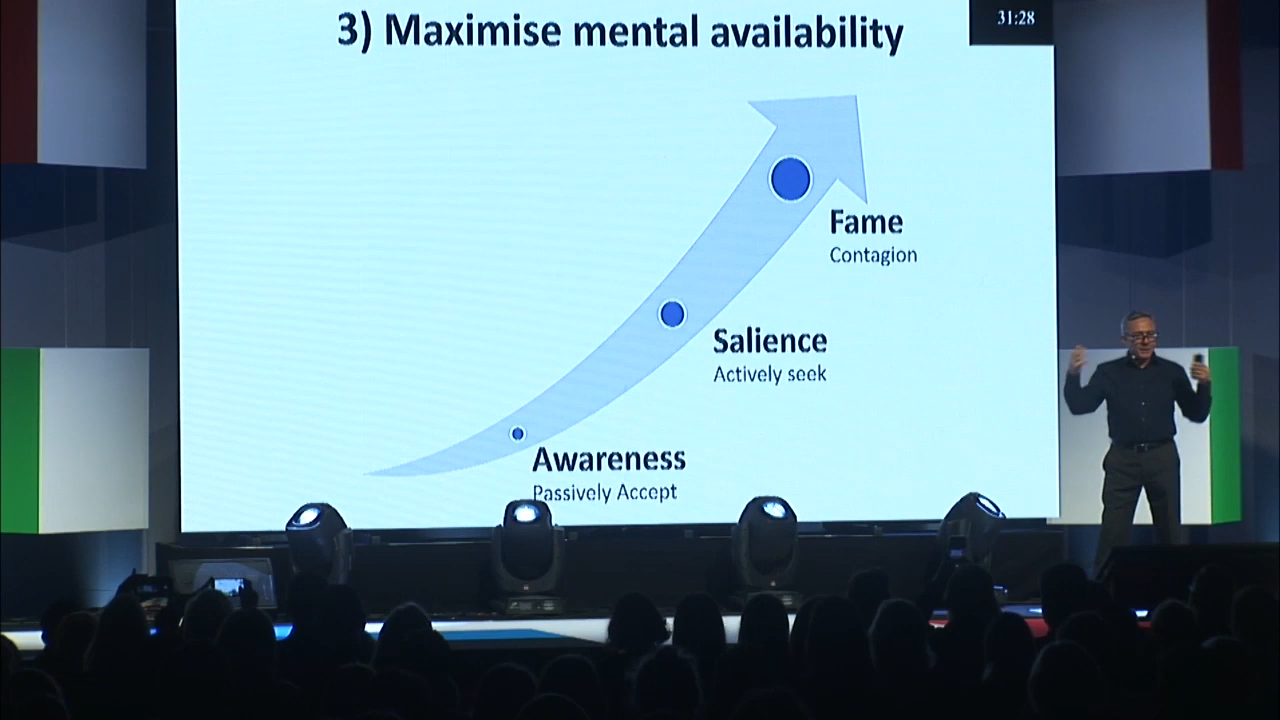 31:28
3) Maximise mental availability
Fame
Contagion
Salience
Actively seek
Awareness
Passively Accept